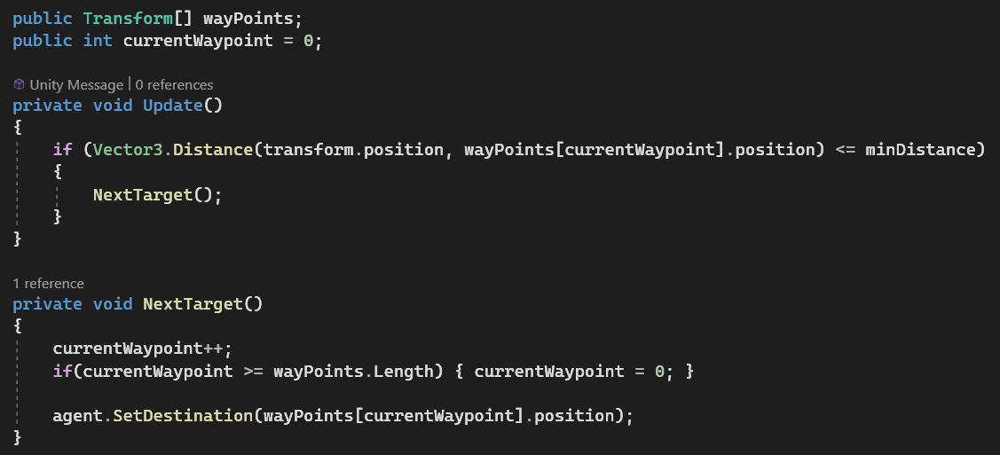 public Transform[] wayPoints;
public int currentWaypoint = 0;
Unity Message | 0 references
private void Update()
{
if (Vector3.Distance(transform.position, wayPoints[currentWaypoint].position) <= minDistance)
{
NextTarget();
}
}
1 reference
private void NextTarget()
{
currentWaypoint++;
if(currentWaypoint >= wayPoints.Length) { currentWaypoint = 0; }
agent.SetDestination(wayPoints[currentWaypoint].position);
}